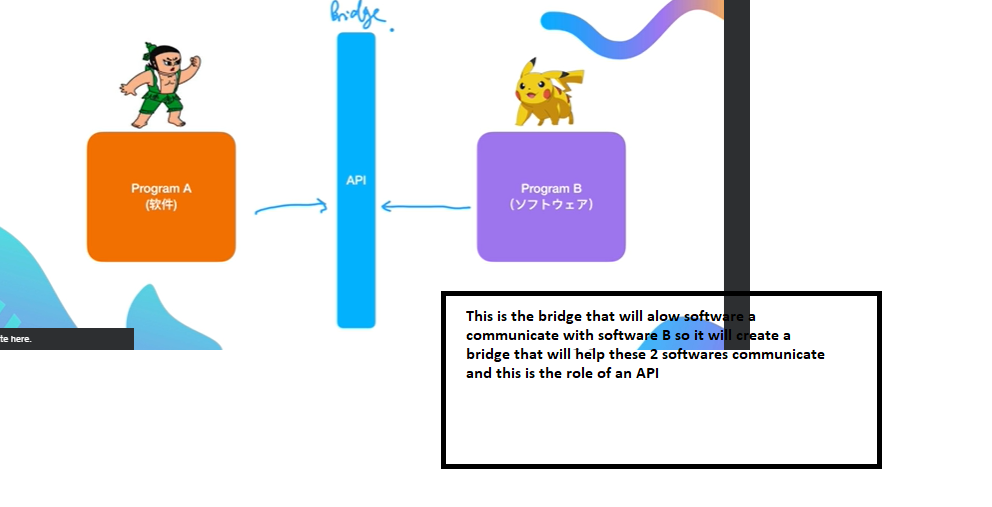 Bridge.
Program A
(软件)
API
Program B
(ソフトウェア)
te here.
This is the bridge that will alow software a
communicate with software B so it will create a
bridge that will help these 2 softwares communicate
and this is the role of an API